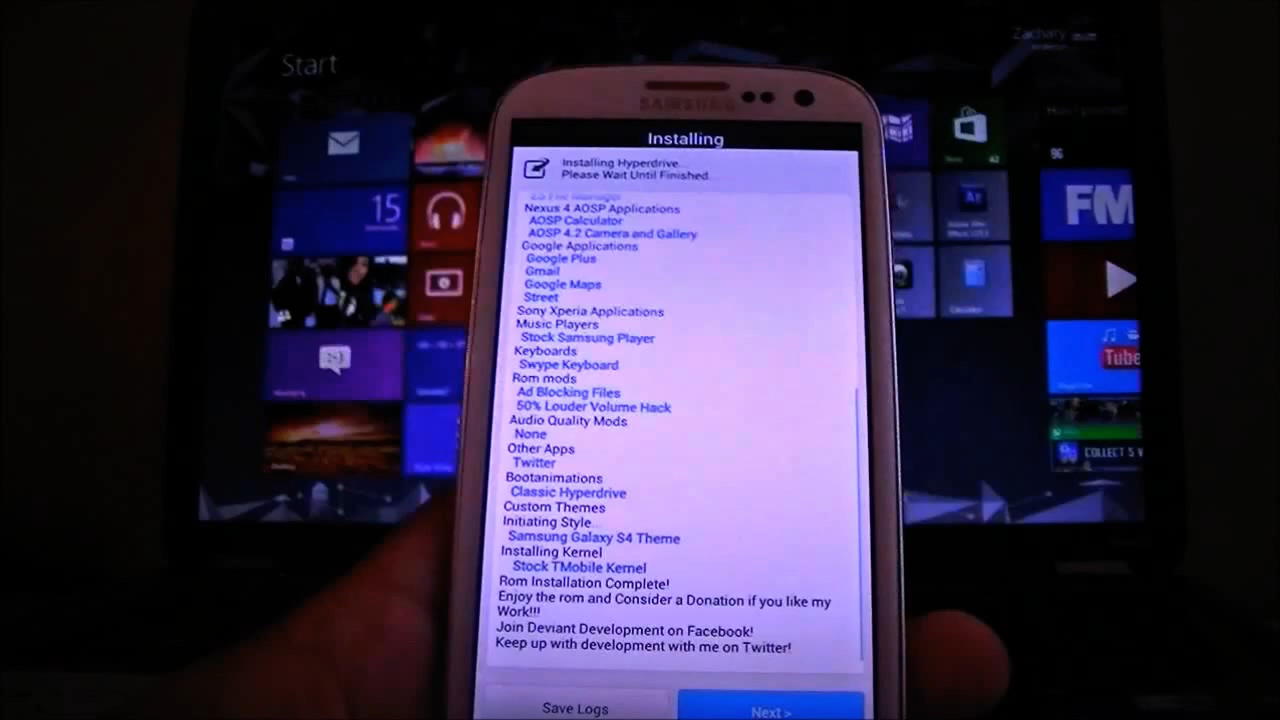 Start
Zachary
SAMSUNG
Installing
Installing Hyperdrive...
Please Wait Until Finished...
Nexus 4 AOSP Applications
AOSP Calculator
AOSP 4.2 Camera and Gallery
Google Applications
Google Plus
Gmail
Google Maps
Street
Sony Xperia Applications
Music Players
Stock Samsung Player
Keyboards
Swype Keyboard
Rom mods
Ad Blocking Files
50% Louder Volume Hack
Audio Quality Mods
None
Other Apps
Twitter
Bootanimations
Classic Hyperdrive
Custom Themes
Initiating Style...
Samsung Galaxy S4 Theme
Installing Kernel
Stock TMobile Kernel
Rom Installation Complete!
Enjoy the rom and Consider a Donation if you like my
Work!!!
Join Deviant Development on Facebook!
Keep up with development with me on Twitter!
Save Logs
Next >
15
96
FM
Tube
COLLECT 5